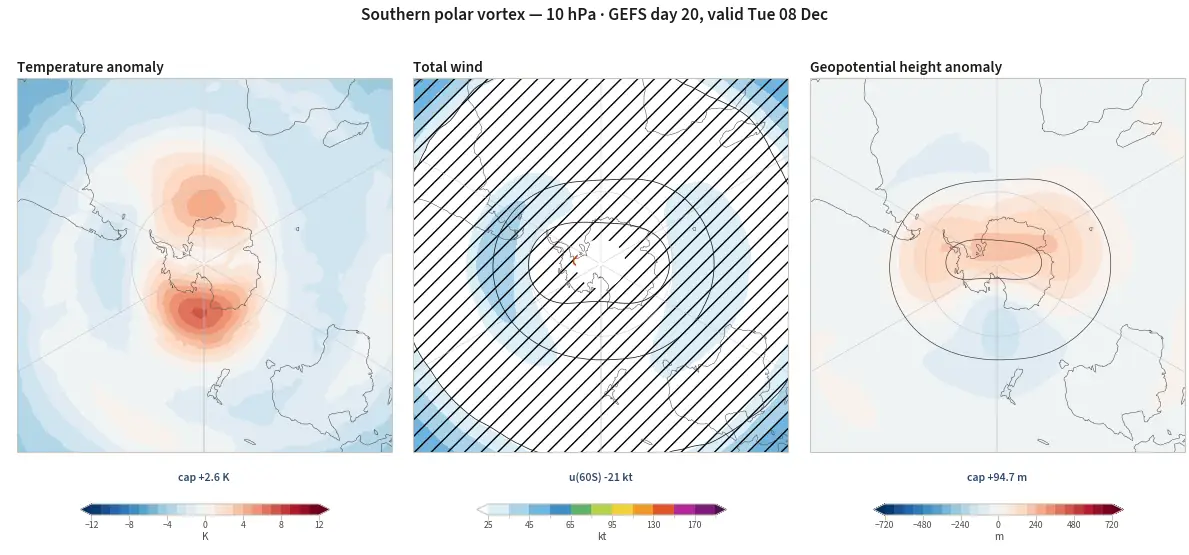 Southern polar vortex — 10 hPa · GEFS day 20, valid Tue 08 Dec
Temperature anomaly
Total wind
Geopotential height anomaly
cap +2.6 K
u(60S) -21 kt
cap +94.7 m
−12 −8 −4 0 4 8 12
K
25 45 65 95 130 170
kt
−720 −480 −240 0 240 480 720
m